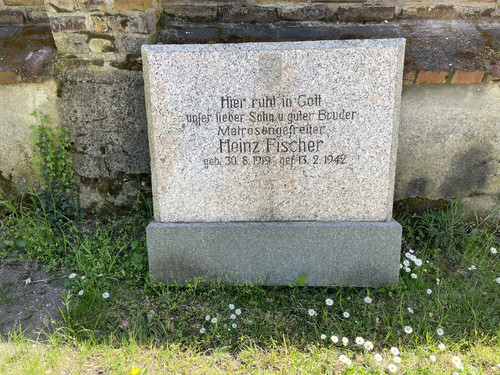 Hier ruht in Gott
unser lieber Sohn u. guter Bruder
Matrosengefreiter
Heinz Fischer
geb. 30. 8. 1919 gef. 13. 2. 1942